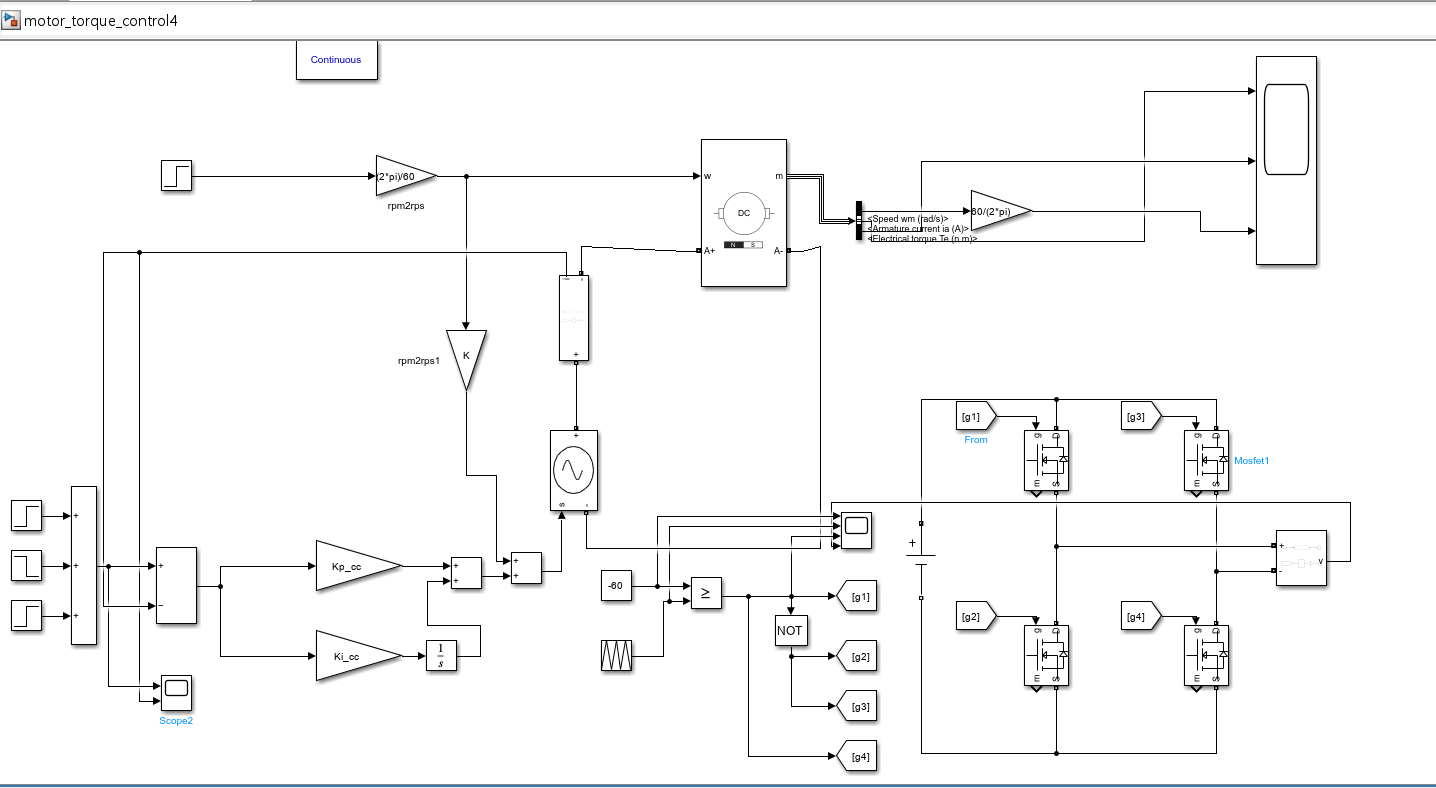 motor_torque_control4
Continuous
(2*pi)/60
rpm2rps
w
m
DC
N
S
A+
A-
<Speed wm (rad/s)>
<Armature current ia (A)>
<Electrical torque Te (n m)>
60/(2*pi)
K
rpm2rps1
+
+
s
-
[g1]
From
g
D
m
s
[g3]
g
D
m
s
Mosfet1
+
+
+
+
-
Kp_cc
Ki_cc
1
s
+
+
+
+
Scope2
-60
≥
NOT
[g1]
[g2]
[g3]
[g4]
+
+
-
v
[g2]
g
D
m
s
[g4]
g
D
m
s